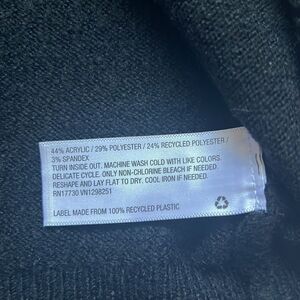 44% ACRYLIC / 29% POLYESTER / 24% RECYCLED POLYESTER /
3% SPANDEX
TURN INSIDE OUT. MACHINE WASH COLD WITH LIKE COLORS.
DELICATE CYCLE. ONLY NON-CHLORINE BLEACH IF NEEDED.
RESHAPE AND LAY FLAT TO DRY. COOL IRON IF NEEDED.
RN17730 VN1298251
LABEL MADE FROM 100% RECYCLED PLASTIC